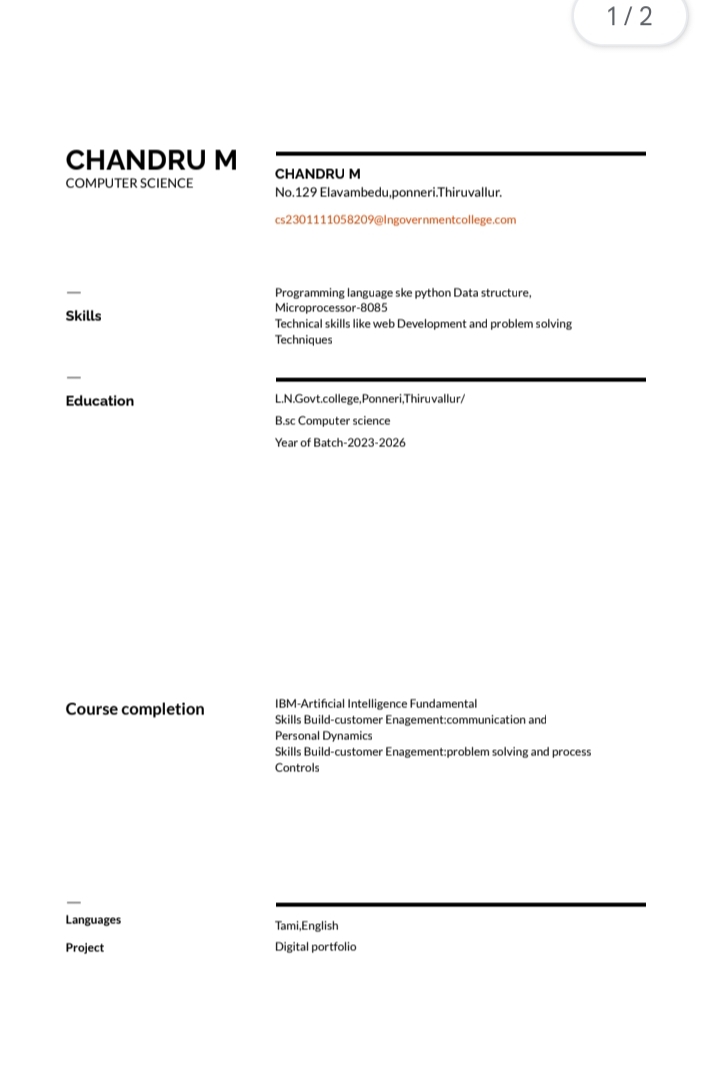 1 / 2
CHANDRU M
COMPUTER SCIENCE
CHANDRU M
No.129 Elavambedu,ponneri.Thiruvallur.
cs2301111058209@lngovernmentcollege.com
Skills
Programming language ske python Data structure,
Microprocessor-8085
Technical skills like web Development and problem solving
Techniques
Education
L.N.Govt.college,Ponneri,Thiruvallur/
B.sc Computer science
Year of Batch-2023-2026
Course completion
IBM-Artificial Intelligence Fundamental
Skills Build-customer Enagement:communication and
Personal Dynamics
Skills Build-customer Enagement:problem solving and process
Controls
Languages
Tami,English
Project
Digital portfolio